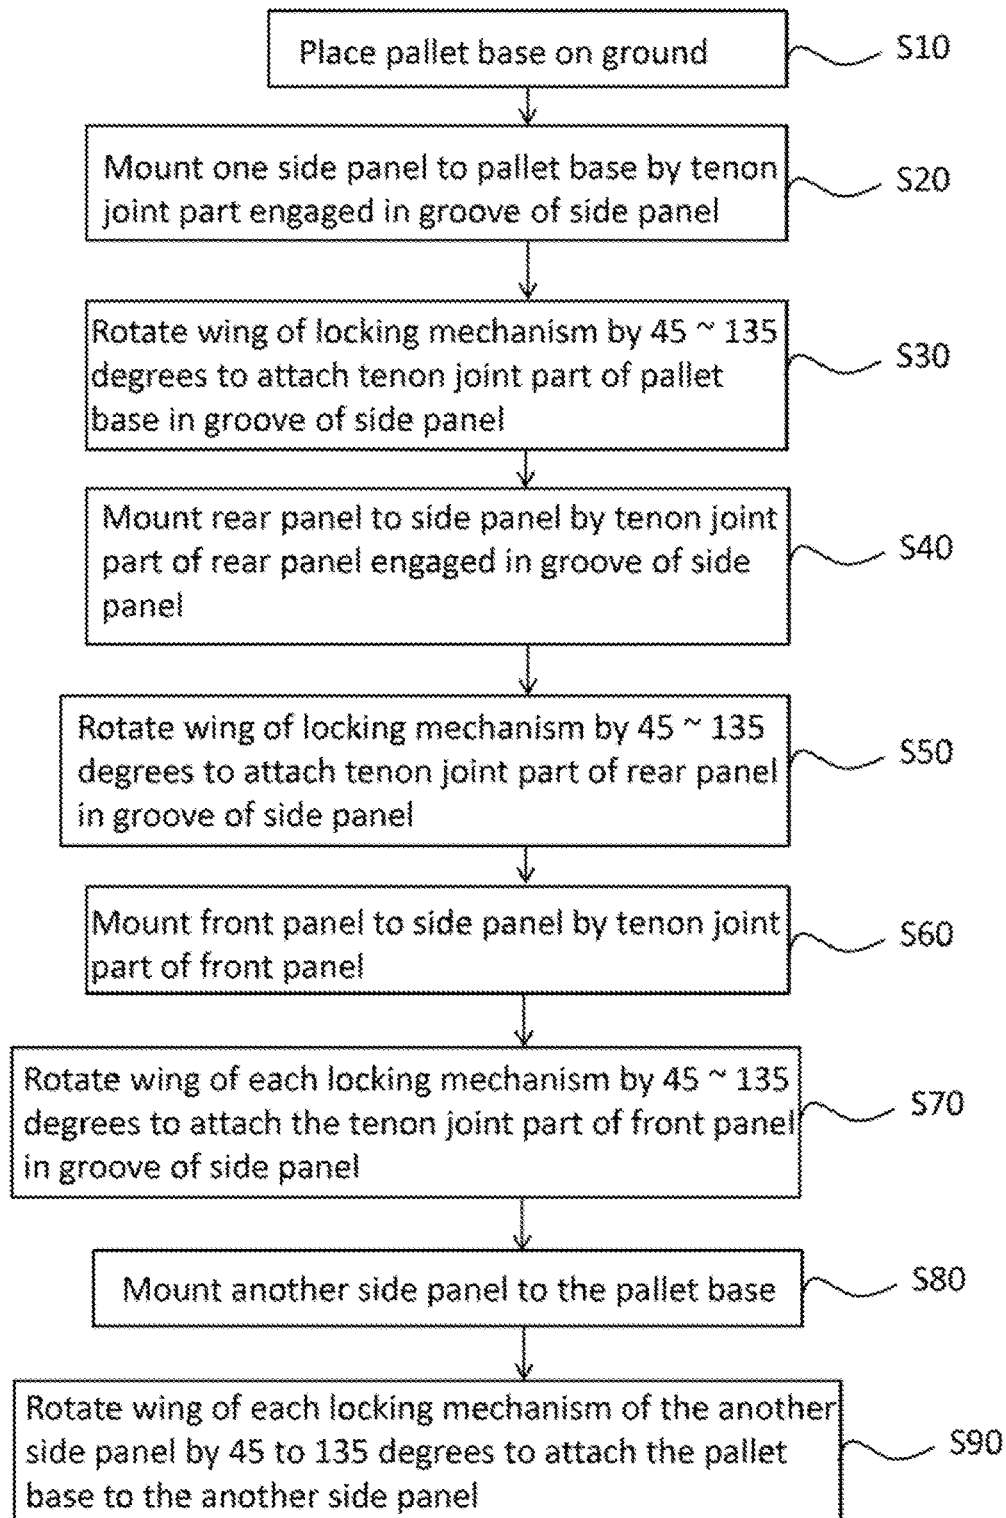 Place pallet base on ground
S10
Mount one side panel to pallet base by tenon
joint part engaged in groove of side panel
S20
Rotate wing of locking mechanism by 45 ~ 135
degrees to attach tenon joint part of pallet
base in groove of side panel
S30
Mount rear panel to side panel by tenon joint
part of rear panel engaged in groove of side
panel
S40
Rotate wing of locking mechanism by 45 ~ 135
degrees to attach tenon joint part of rear panel
in groove of side panel
S50
Mount front panel to side panel by tenon joint
part of front panel
S60
Rotate wing of each locking mechanism by 45 ~ 135
degrees to attach the tenon joint part of front panel
in groove of side panel
S70
Mount another side panel to the pallet base
S80
Rotate wing of each locking mechanism of the another
side panel by 45 to 135 degrees to attach the pallet
base to the another side panel
S90